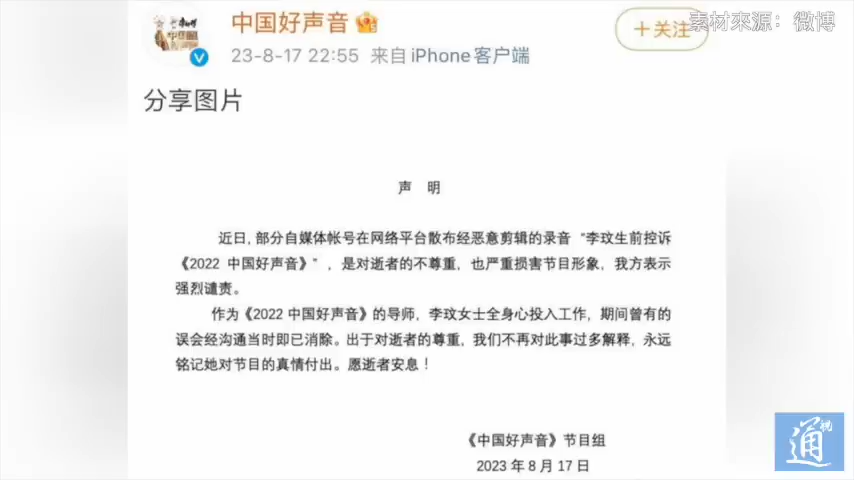 中国好声音
素材來源：微博
23-8-17 22:55 来自 iPhone客户端
＋关注
分享图片
声 明
近日，部分自媒体帐号在网络平台散布经恶意剪辑的录音“李玟生前控诉
《2022 中国好声音》”，是对逝者的不尊重，也严重损害节目形象，我方表示
强烈谴责。
作为《2022 中国好声音》的导师，李玟女士全身心投入工作，期间曾有的
误会经沟通当时即已消除。出于对逝者的尊重，我们不再对此事过多解释，永远
铭记她对节目的真情付出。愿逝者安息！
《中国好声音》节目组
2023 年 8 月 17 日
通視